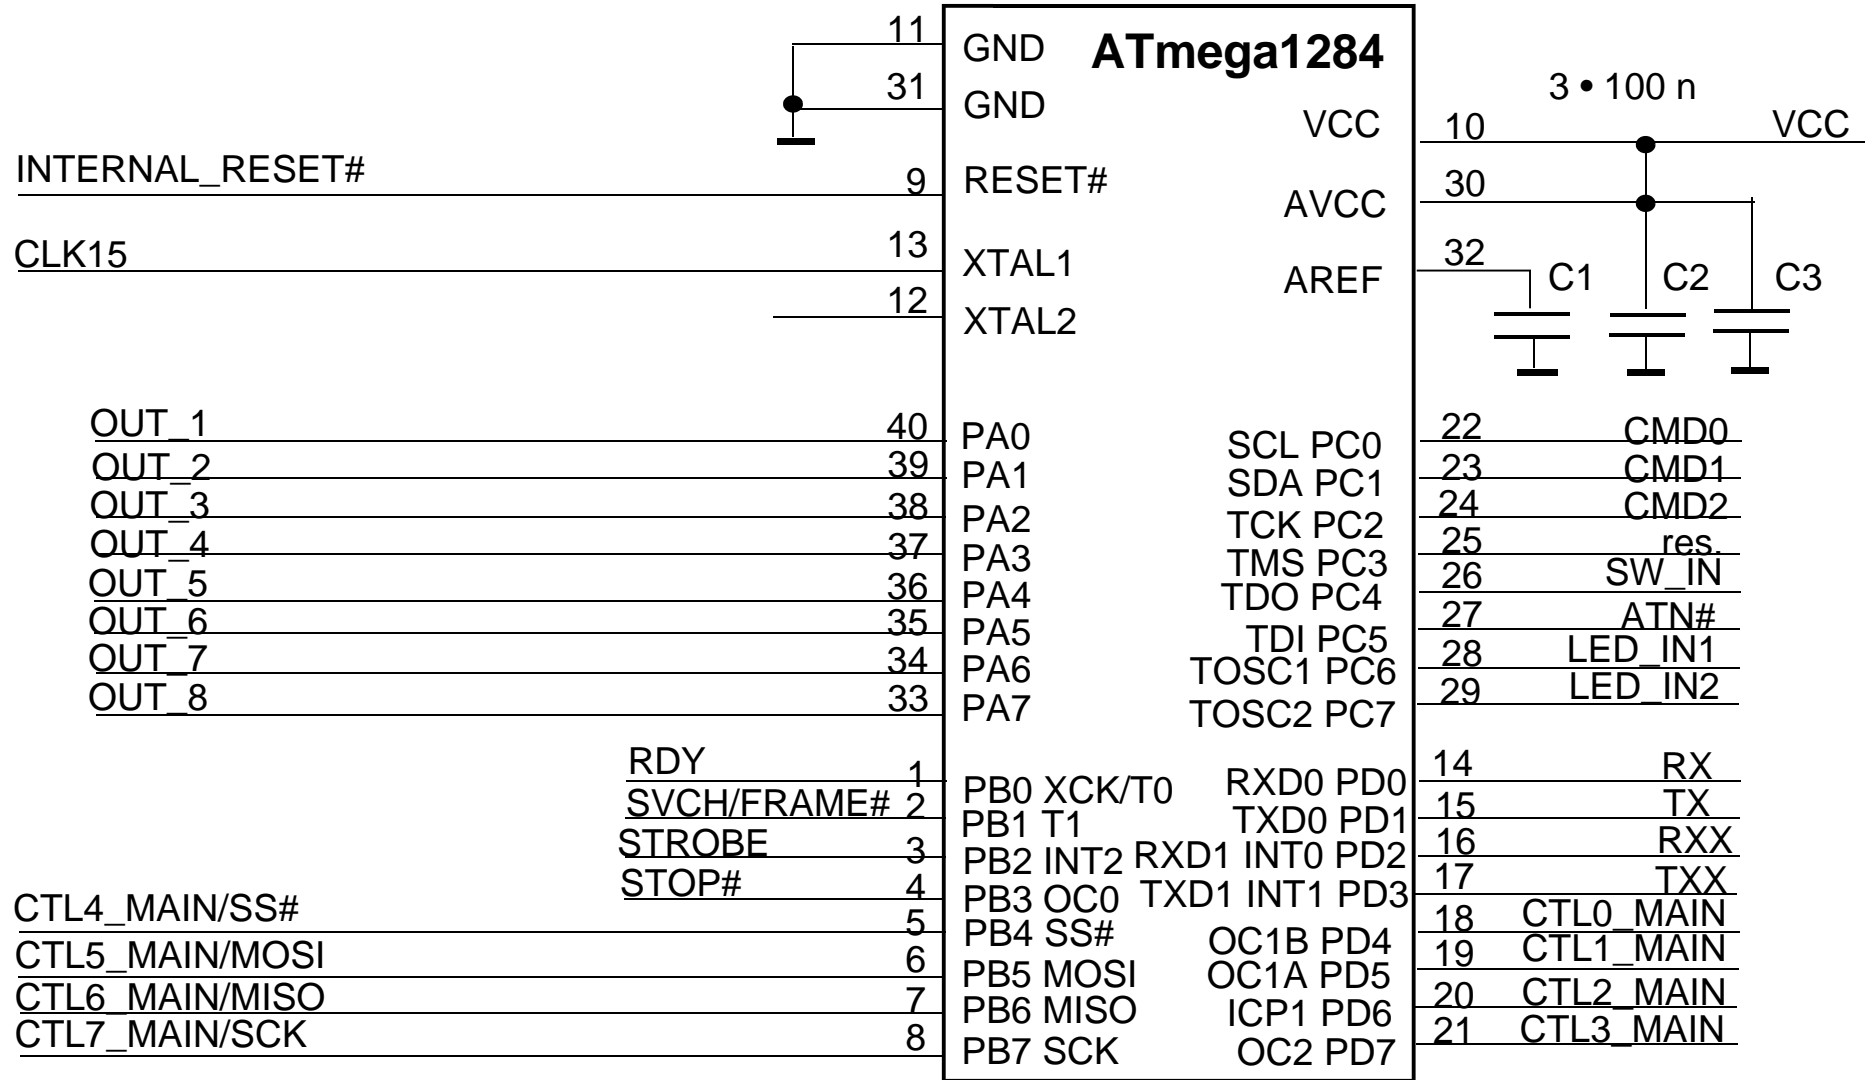 11 GND ATmega1284
31 GND 3 • 100 n
VCC 10 VCC
INTERNAL_RESET# 9 RESET# AVCC 30
CLK15 13 XTAL1 AREF 32 C1 C2 C3
12 XTAL2
OUT_1 40 PA0 SCL PC0 22 CMD0
OUT_2 39 PA1 SDA PC1 23 CMD1
OUT_3 38 PA2 TCK PC2 24 CMD2
OUT_4 37 PA3 TMS PC3 25 res.
OUT_5 36 PA4 TDO PC4 26 SW_IN
OUT_6 35 PA5 TDI PC5 27 ATN#
OUT_7 34 PA6 TOSC1 PC6 28 LED_IN1
OUT_8 33 PA7 TOSC2 PC7 29 LED_IN2
RDY 1 PB0 XCK/T0 RXD0 PD0 14 RX
SVCH/FRAME# 2 PB1 T1 TXD0 PD1 15 TX
STROBE 3 PB2 INT2 RXD1 INT0 PD2 16 RXX
STOP# 4 PB3 OC0 TXD1 INT1 PD3 17 TXX
CTL4_MAIN/SS# 5 PB4 SS# OC1B PD4 18 CTL0_MAIN
CTL5_MAIN/MOSI 6 PB5 MOSI OC1A PD5 19 CTL1_MAIN
CTL6_MAIN/MISO 7 PB6 MISO ICP1 PD6 20 CTL2_MAIN
CTL7_MAIN/SCK 8 PB7 SCK OC2 PD7 21 CTL3_MAIN